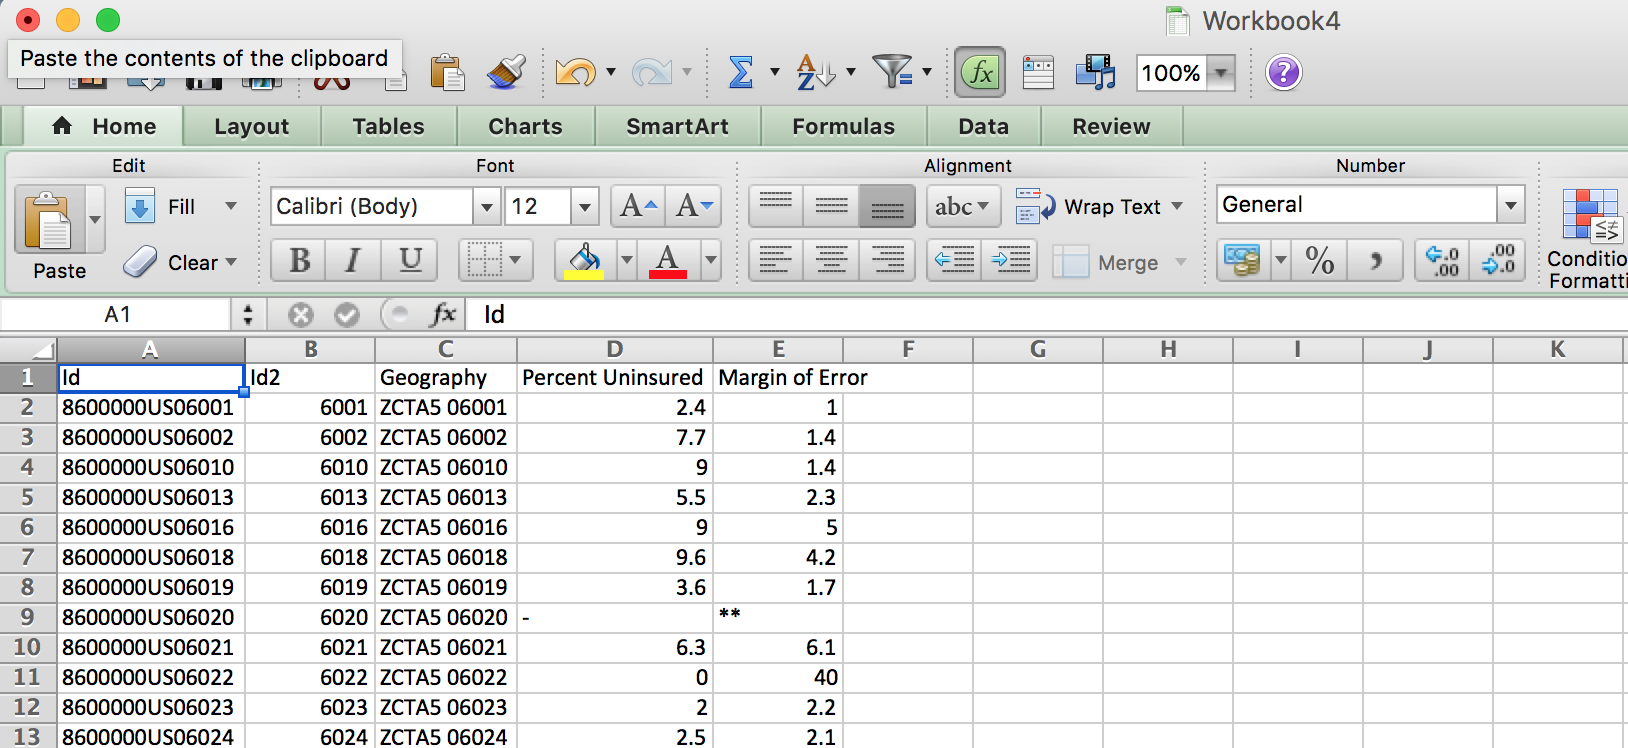 Workbook4
Paste the contents of the clipboard
100%
Home Layout Tables Charts SmartArt Formulas Data Review
Edit Font Alignment Number
Fill Calibri (Body) 12 A A abc Wrap Text General
Paste Clear B I U A Merge % Conditio
Formatti
A1 fx Id
A B C D E F G H I J K
1 Id Id2 Geography Percent Uninsured Margin of Error
2 8600000US06001 6001 ZCTA5 06001 2.4 1
3 8600000US06002 6002 ZCTA5 06002 7.7 1.4
4 8600000US06010 6010 ZCTA5 06010 9 1.4
5 8600000US06013 6013 ZCTA5 06013 5.5 2.3
6 8600000US06016 6016 ZCTA5 06016 9 5
7 8600000US06018 6018 ZCTA5 06018 9.6 4.2
8 8600000US06019 6019 ZCTA5 06019 3.6 1.7
9 8600000US06020 6020 ZCTA5 06020 - **
10 8600000US06021 6021 ZCTA5 06021 6.3 6.1
11 8600000US06022 6022 ZCTA5 06022 0 40
12 8600000US06023 6023 ZCTA5 06023 2 2.2
13 8600000US06024 6024 ZCTA5 06024 2.5 2.1